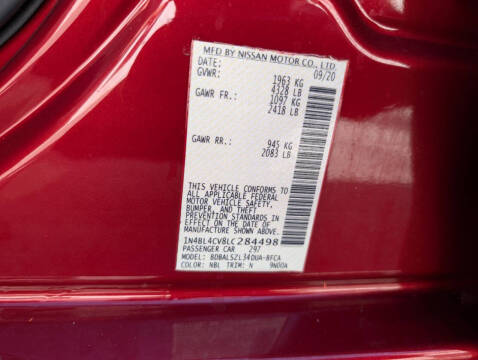 MFD BY NISSAN MOTOR CO., LTD
DATE: 09/20
GVWR: 1963 KG
4328 LB
GAWR FR.: 1097 KG
2418 LB
GAWR RR.: 945 KG
2083 LB
THIS VEHICLE CONFORMS TO
ALL APPLICABLE FEDERAL
MOTOR VEHICLE SAFETY,
BUMPER, AND THEFT
PREVENTION STANDARDS IN
EFFECT ON THE DATE OF
MANUFACTURE SHOWN ABOVE.
1N4BL4CV8LC284498
PASSENGER CAR 297
MODEL: BDBALSZL34DUA-BFCA
COLOR: NBL TRIM: N 9N00A